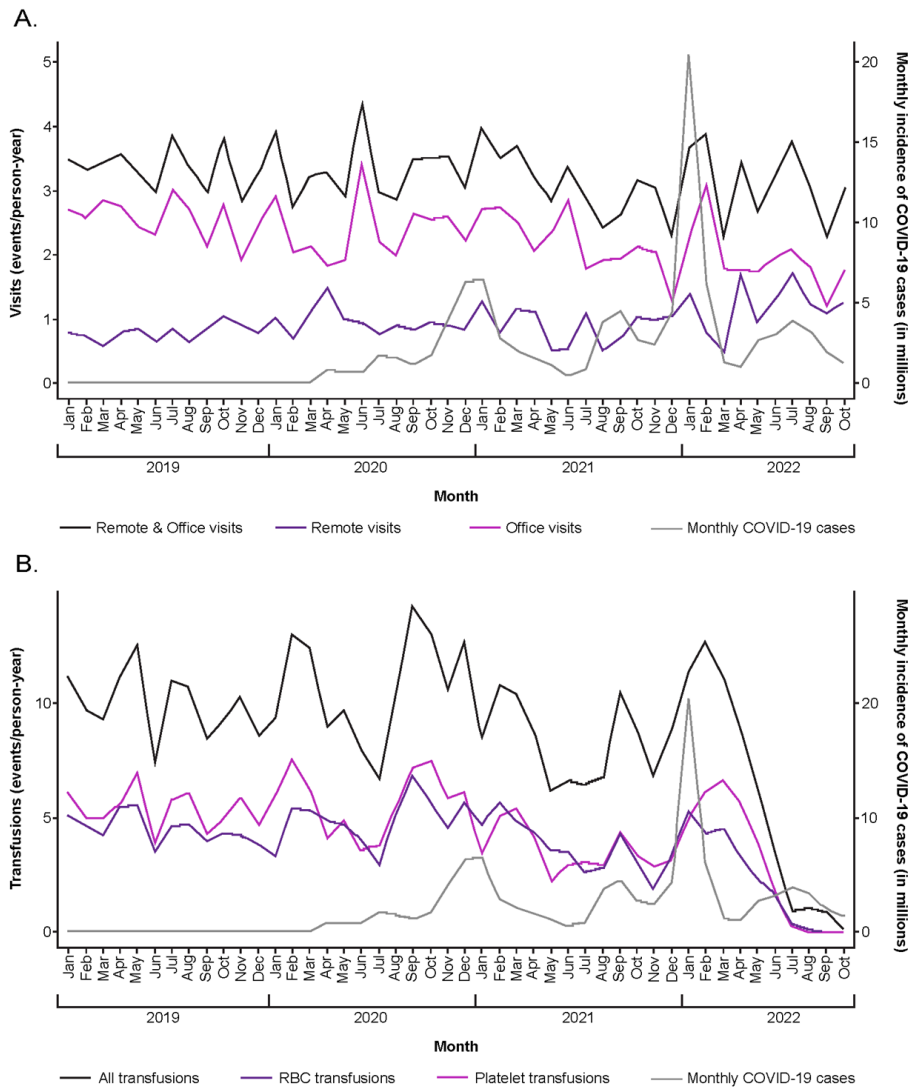 A.
Visits (events/person-year)
5
4
3
2
1
0
Monthly incidence of COVID-19 cases (in millions)
20
15
10
5
0
Jan Feb Mar Apr May Jun Jul Aug Sep Oct Nov Dec Jan Feb Mar Apr May Jun Jul Aug Sep Oct Nov Dec Jan Feb Mar Apr May Jun Jul Aug Sep Oct Nov Dec Jan Feb Mar Apr May Jun Jul Aug Sep Oct
2019 2020 2021 2022
Month
Remote & Office visits Remote visits Office visits Monthly COVID-19 cases
B.
Transfusions (events/person-year)
10
5
0
Monthly incidence of COVID-19 cases (in millions)
20
10
0
Jan Feb Mar Apr May Jun Jul Aug Sep Oct Nov Dec Jan Feb Mar Apr May Jun Jul Aug Sep Oct Nov Dec Jan Feb Mar Apr May Jun Jul Aug Sep Oct Nov Dec Jan Feb Mar Apr May Jun Jul Aug Sep Oct
2019 2020 2021 2022
Month
All transfusions RBC transfusions Platelet transfusions Monthly COVID-19 cases